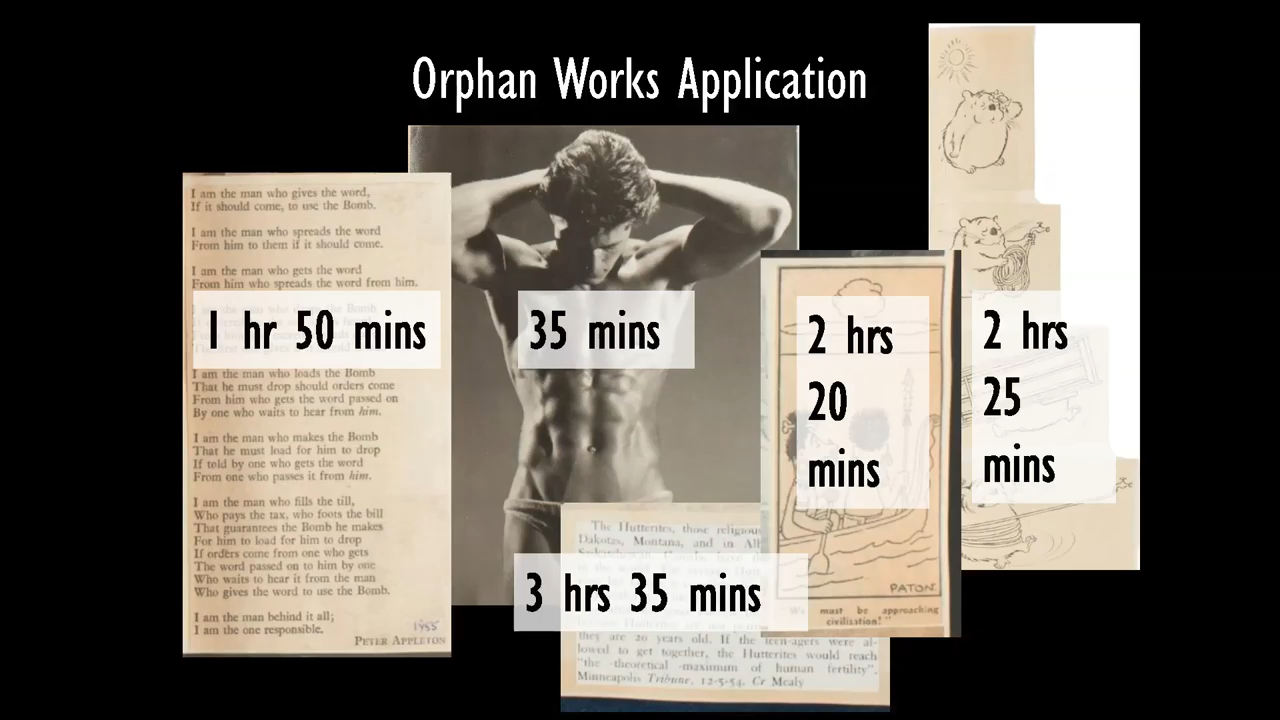 Orphan Works Application
I am the man who gives the word,
If it should come, to use the Bomb.
I am the man who spreads the word
From him to them if it should come.
I am the man who gets the word
From him who spreads the word from him.
1 hr 50 mins
I am the man who loads the Bomb
That he must drop should orders come
From him who gets the word passed on
By one who waits to hear from him.
I am the man who makes the Bomb
That he must load for him to drop
If told by one who gets the word
From one who passes it from him.
I am the man who fills the till,
Who pays the tax, who foots the bill
That guarantees the Bomb he makes
For him to load for him to drop
If orders come from one who gets
The word passed on to him by one
Who waits to hear it from the man
Who gives the word to use the Bomb.
I am the man behind it all;
I am the one responsible.
1955
PETER APPLETON
35 mins
The Hutterites, those religious
Dakotas, Montana, and in
3 hrs 35 mins
they are 20 years old. If the teen-agers were al-
lowed to get together, the Hutterites would reach
"the theoretical maximum of human fertility".
Minneapolis Tribune. 12-5-54. Cr Mealy
2 hrs
20
mins
PATON
"We must be approaching
civilisation!"
2 hrs
25
mins